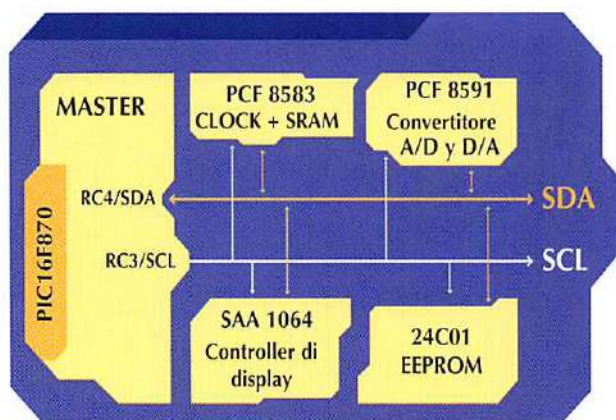 MASTER
PCF 8583
CLOCK + SRAM
PCF 8591
Convertitore
A/D y D/A
RC4/SDA
SDA
PIC16F870
RC3/SCL
SCL
SAA 1064
Controller di
display
24C01
EEPROM